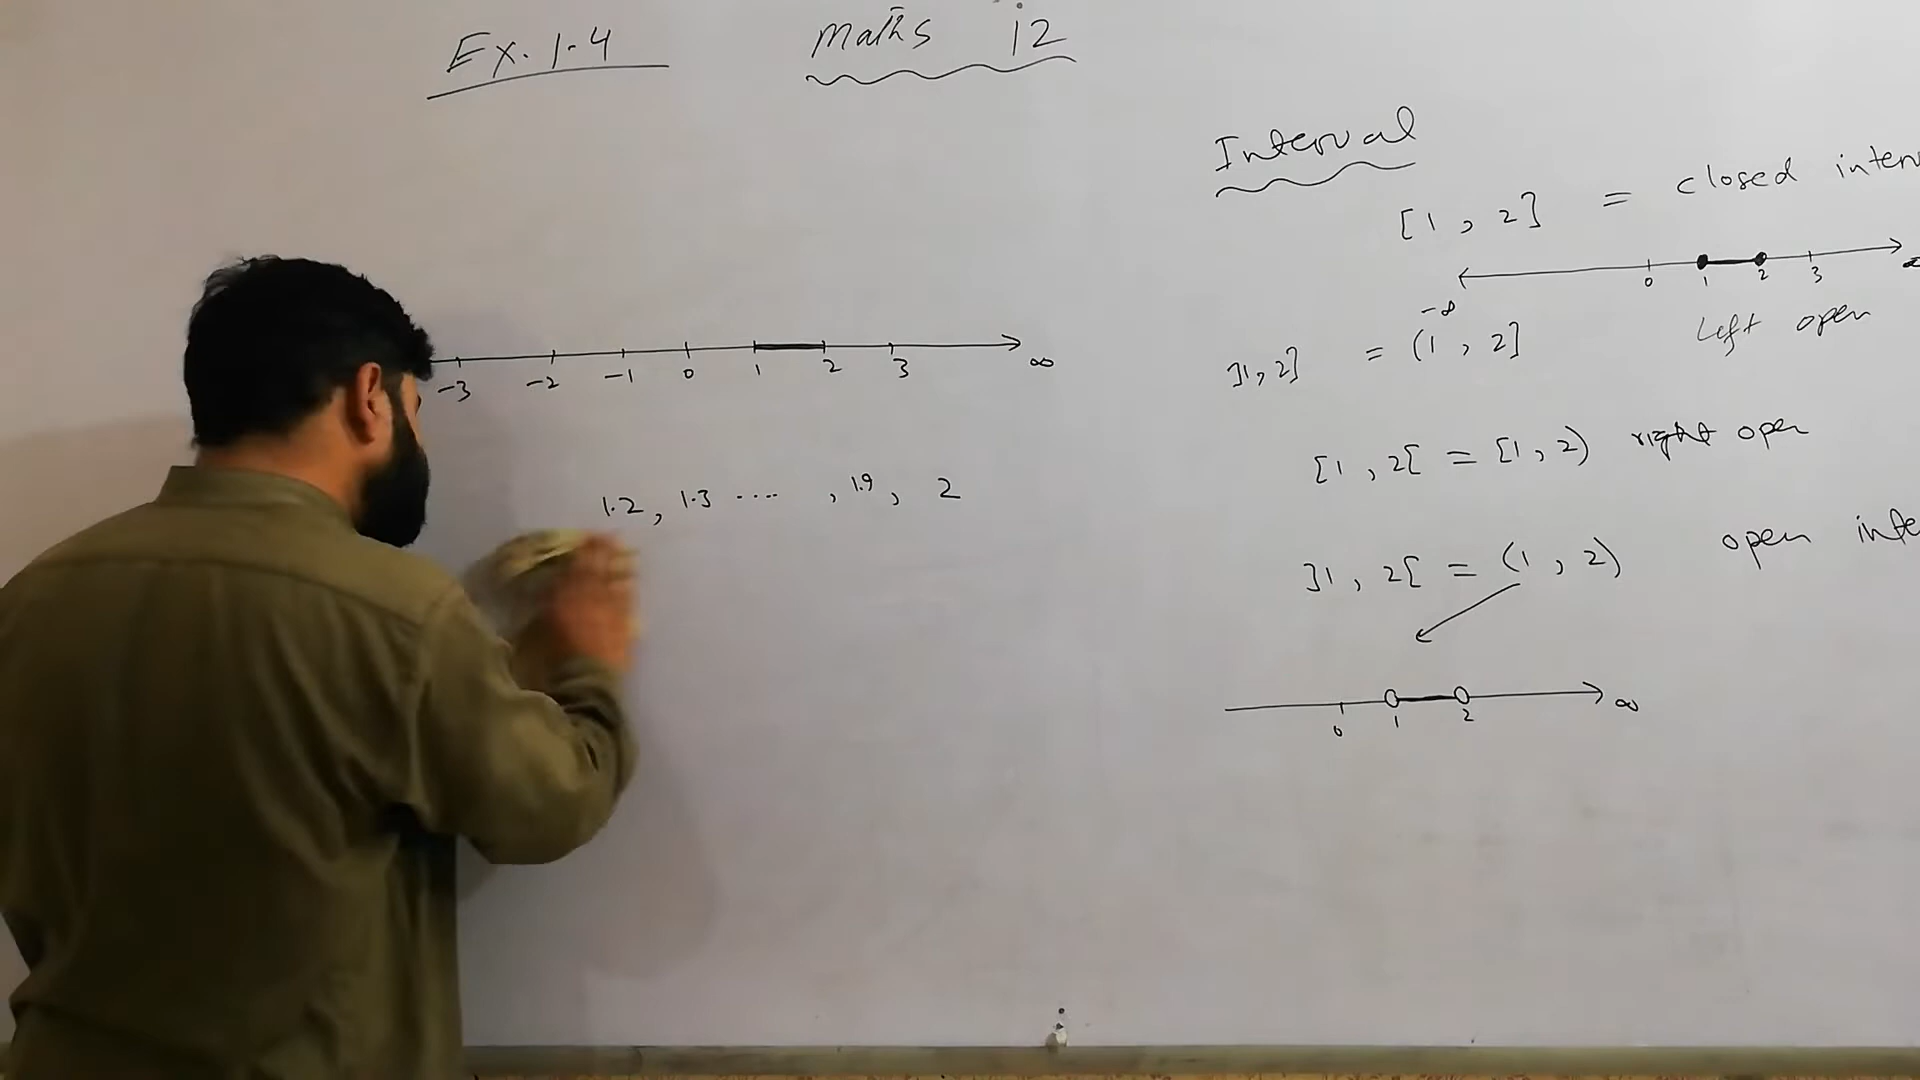 Ex. 1.4
Maths 12
-3 -2 -1 0 1 2 3 ∞
1.2, 1.3 ...., 1.9, 2
Interval
[1, 2] = closed interv
0 1 2 3
-∞
]1, 2] = (1, 2] Left open
[1, 2[ = [1, 2) right open
]1, 2[ = (1, 2) open inte
0 1 2 ∞